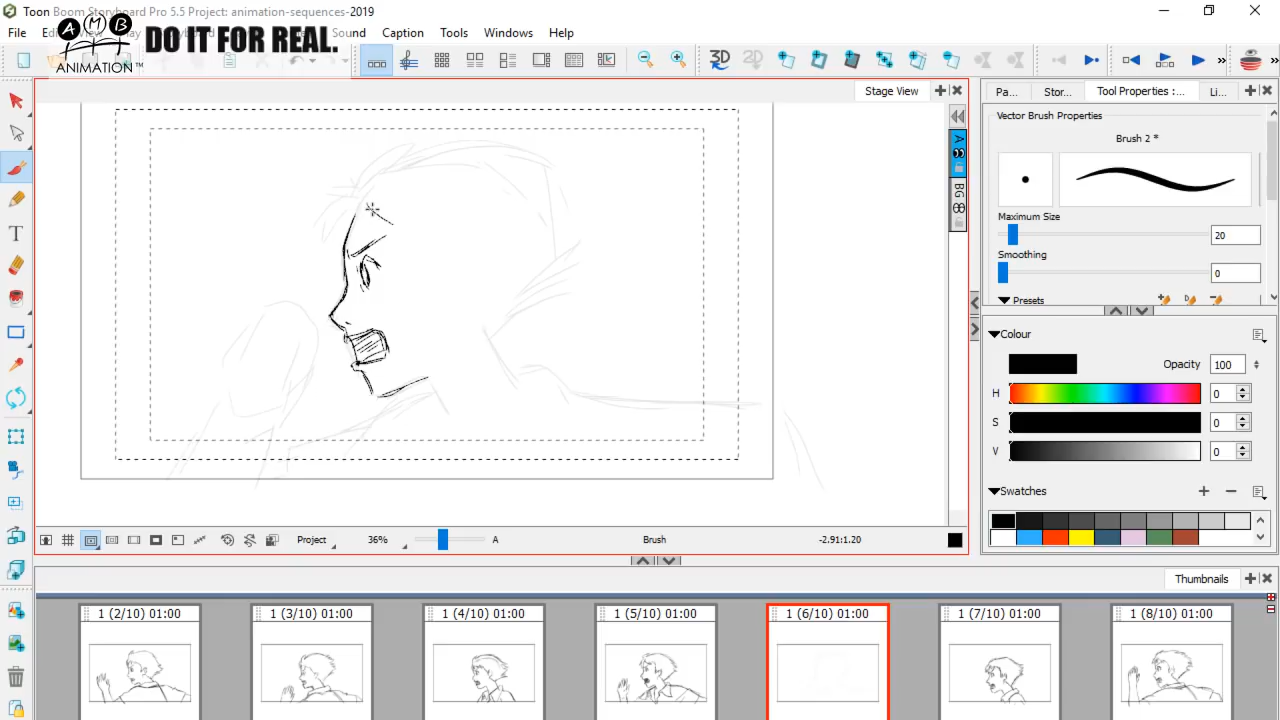 Toon Boom Storyboard Pro 5.5 Project: animation-sequences-2019
File
Sound
Caption
Tools
Windows
Help
AMB
ANIMATION™
DO IT FOR REAL.
3D
2D
Stage View
Pa...
Stor...
Tool Properties :...
Li...
Vector Brush Properties
Brush 2 *
Maximum Size
20
Smoothing
0
Presets
A
BG
T
Colour
Opacity 100
H 0
S 0
V 0
Swatches
Project
36%
A
Brush
-2.91:1.20
Thumbnails
1 (2/10) 01:00
1 (3/10) 01:00
1 (4/10) 01:00
1 (5/10) 01:00
1 (6/10) 01:00
1 (7/10) 01:00
1 (8/10) 01:00